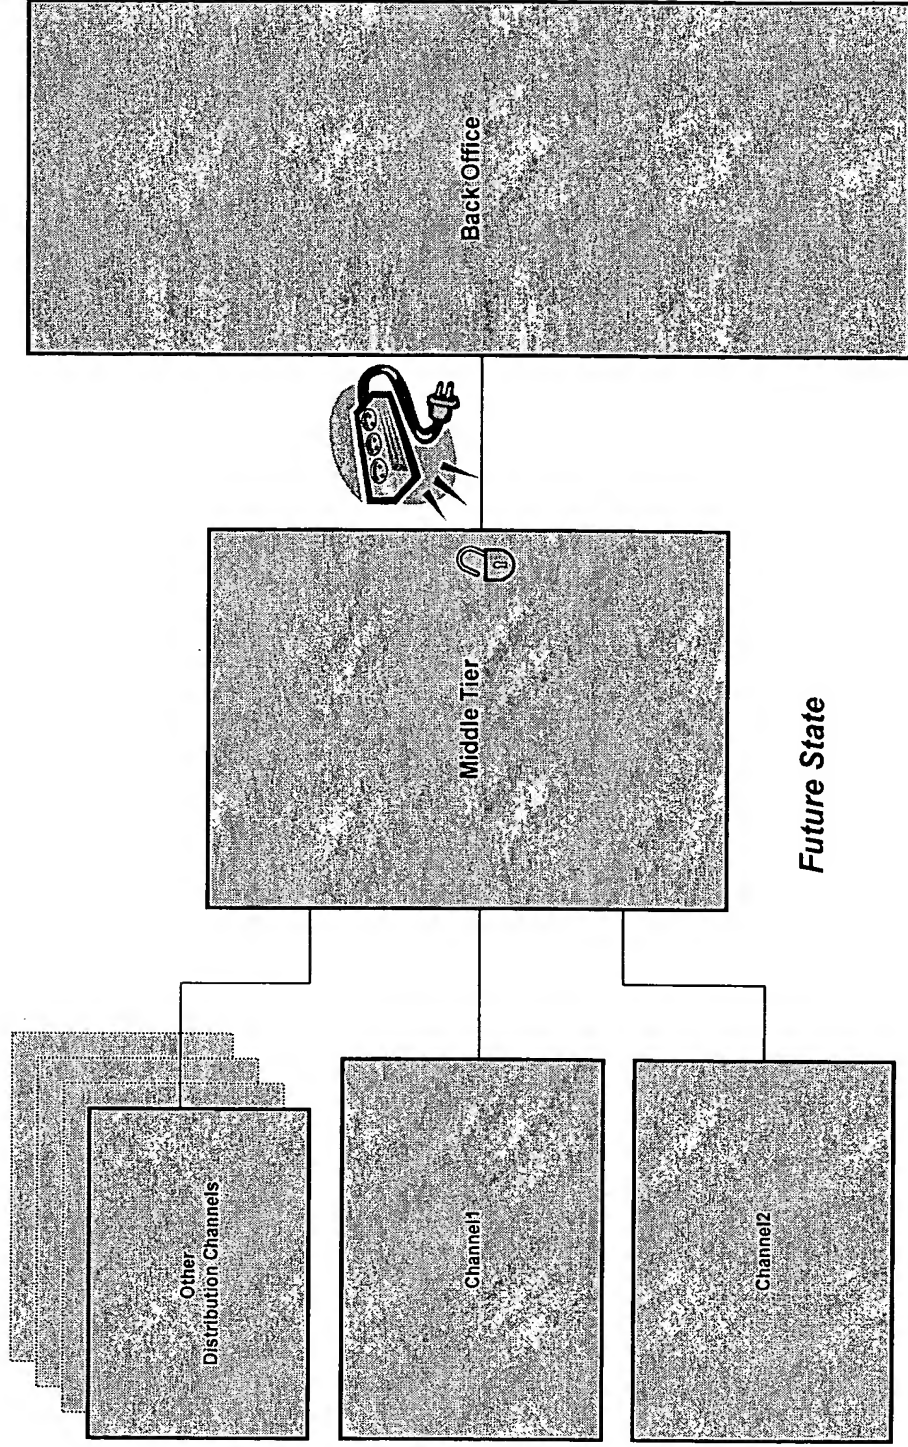 Other
Distribution Channels
Channel1
Channel2
Middle Tier
Back Office
Future State